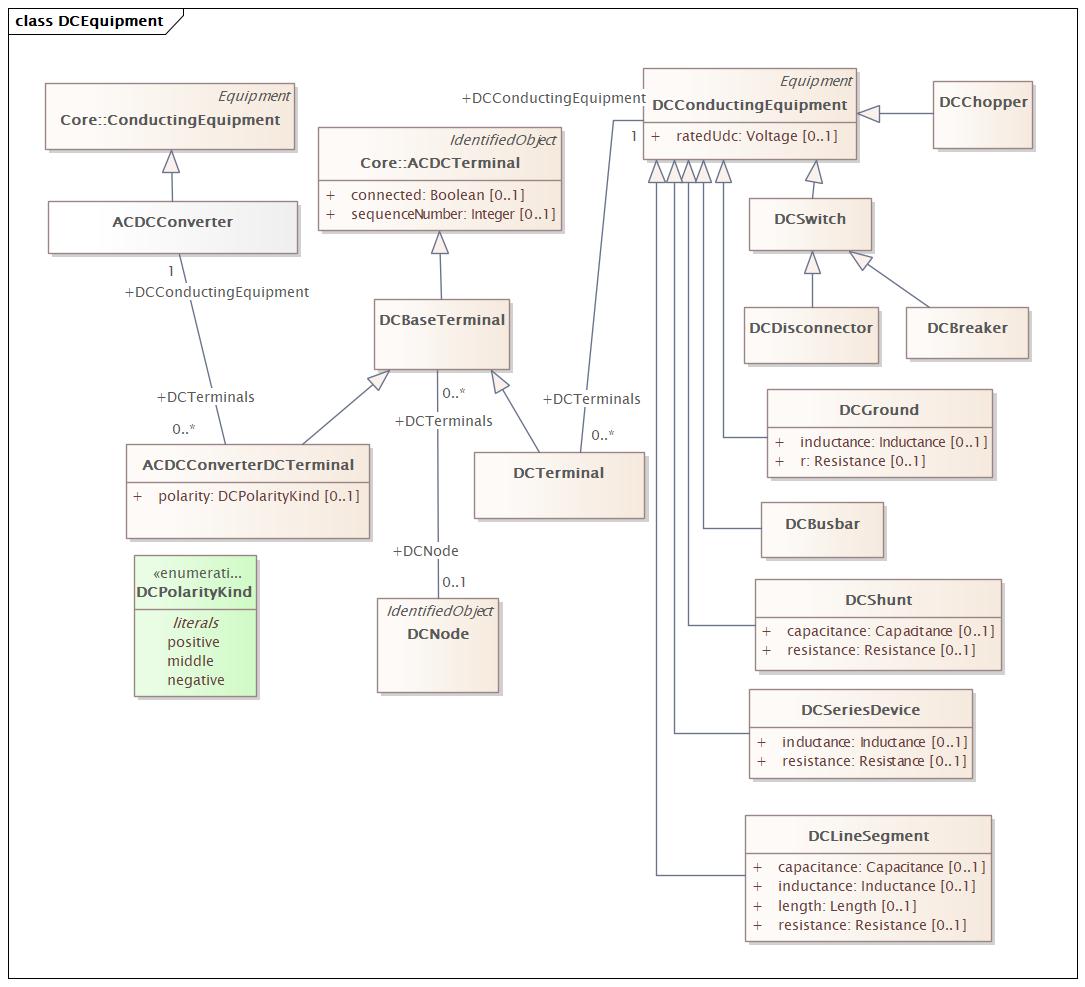 class DCEquipment
Equipment
Core::ConductingEquipment
ACDCConverter
1
+DCConductingEquipment
+DCTerminals
0..*
ACDCConverterDCTerminal
+ polarity: DCPolarityKind [0..1]
«enumerati...
DCPolarityKind
literals
positive
middle
negative
IdentifiedObject
Core::ACDCTerminal
+ connected: Boolean [0..1]
+ sequenceNumber: Integer [0..1]
DCBaseTerminal
0..*
+DCTerminals
+DCNode
0..1
IdentifiedObject
DCNode
+DCConductingEquipment
1
+DCTerminals
0..*
DCTerminal
Equipment
DCConductingEquipment
+ ratedUdc: Voltage [0..1]
DCChopper
DCSwitch
DCDisconnector
DCBreaker
DCGround
+ inductance: Inductance [0..1]
+ r: Resistance [0..1]
DCBusbar
DCShunt
+ capacitance: Capacitance [0..1]
+ resistance: Resistance [0..1]
DCSeriesDevice
+ inductance: Inductance [0..1]
+ resistance: Resistance [0..1]
DCLineSegment
+ capacitance: Capacitance [0..1]
+ inductance: Inductance [0..1]
+ length: Length [0..1]
+ resistance: Resistance [0..1]